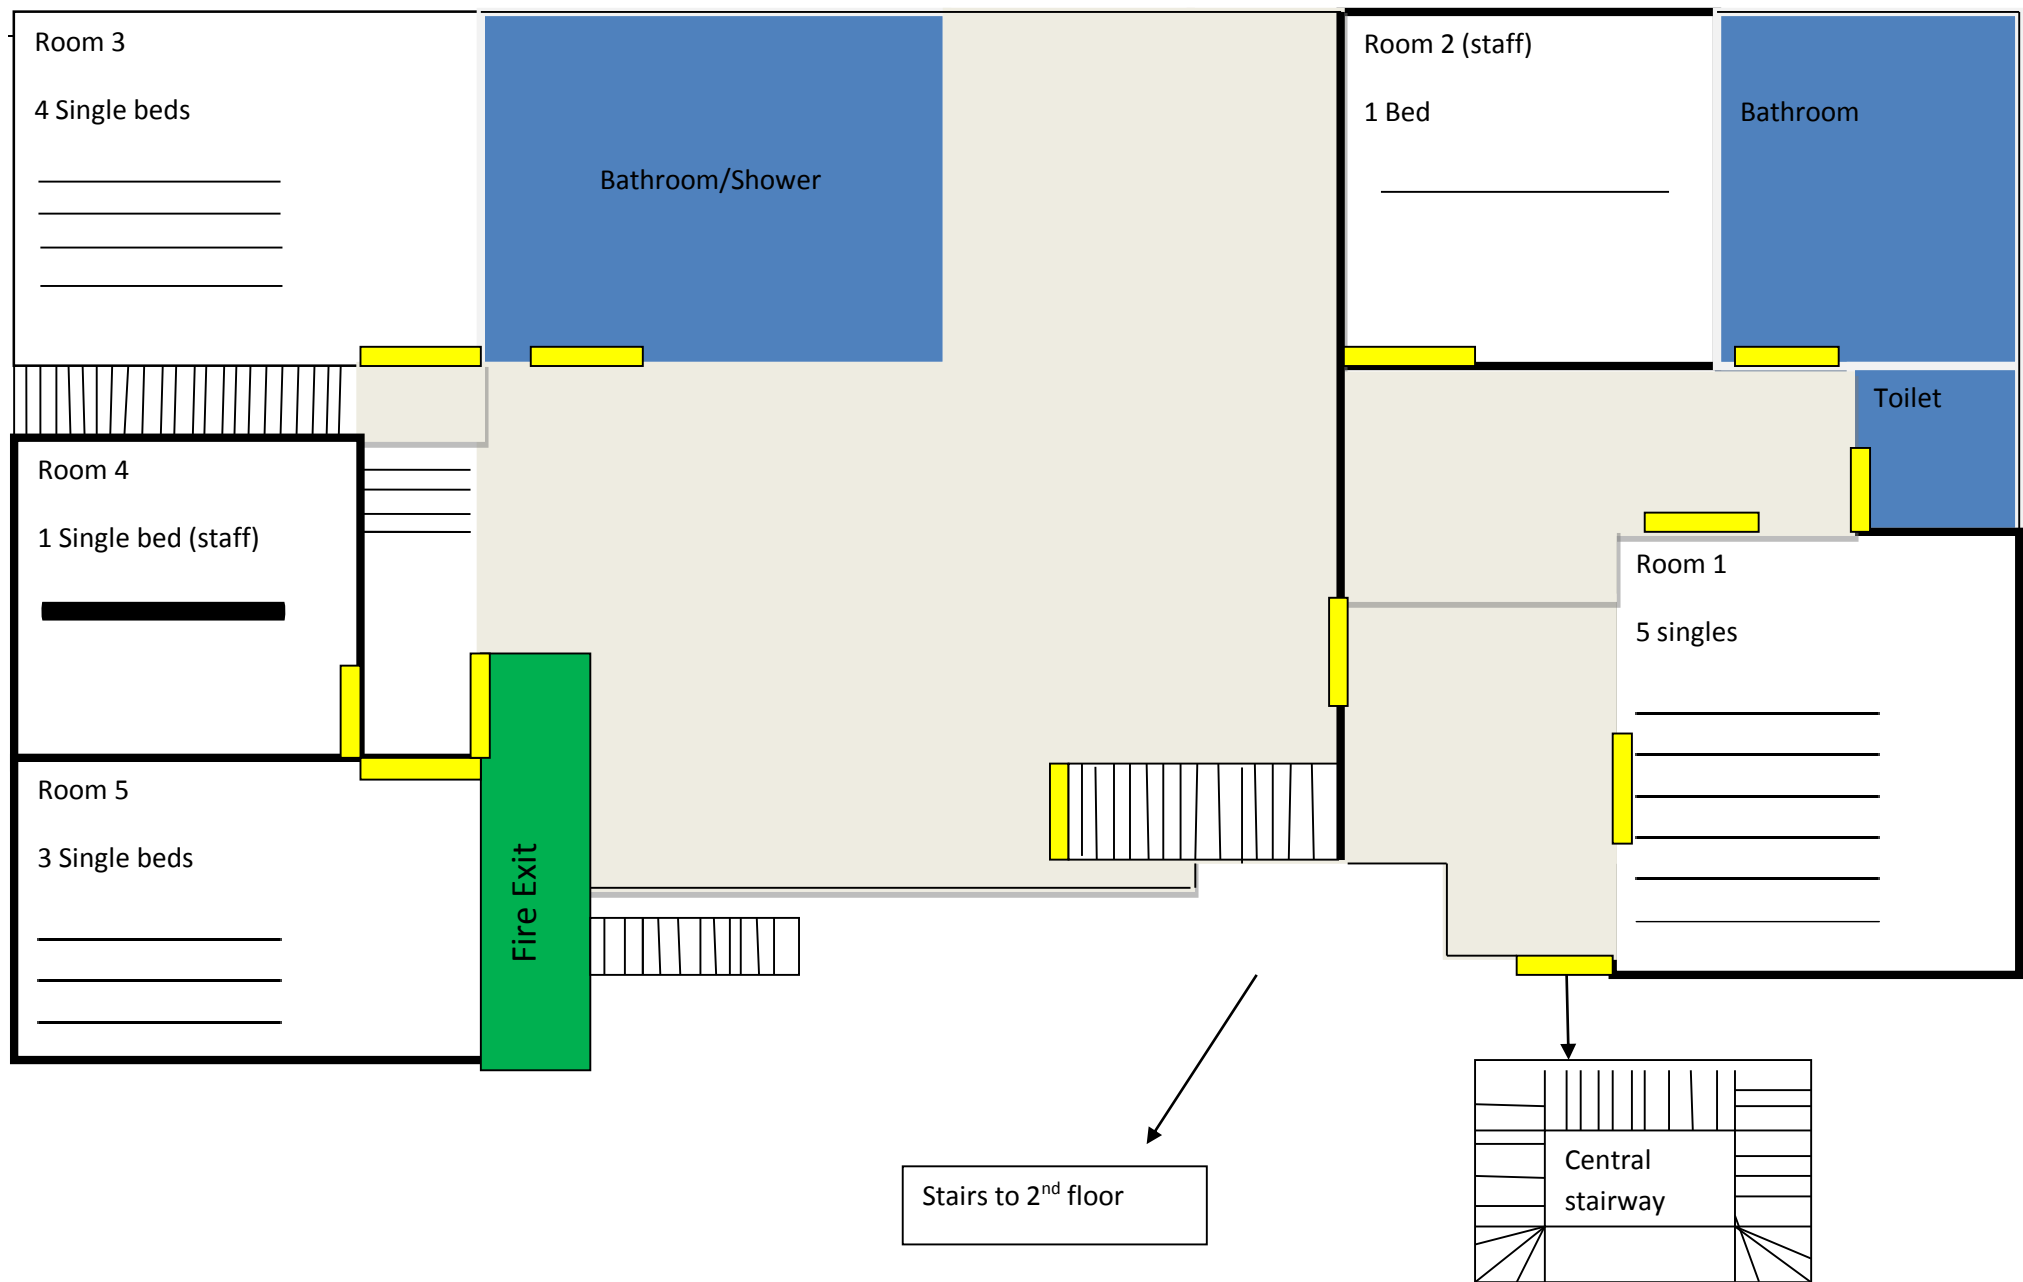 Room 3
4 Single beds
Bathroom/Shower
Room 2 (staff)
1 Bed
Bathroom
Toilet
Room 4
1 Single bed (staff)
Room 1
5 singles
Room 5
3 Single beds
Fire Exit
Stairs to 2nd floor
Central
stairway